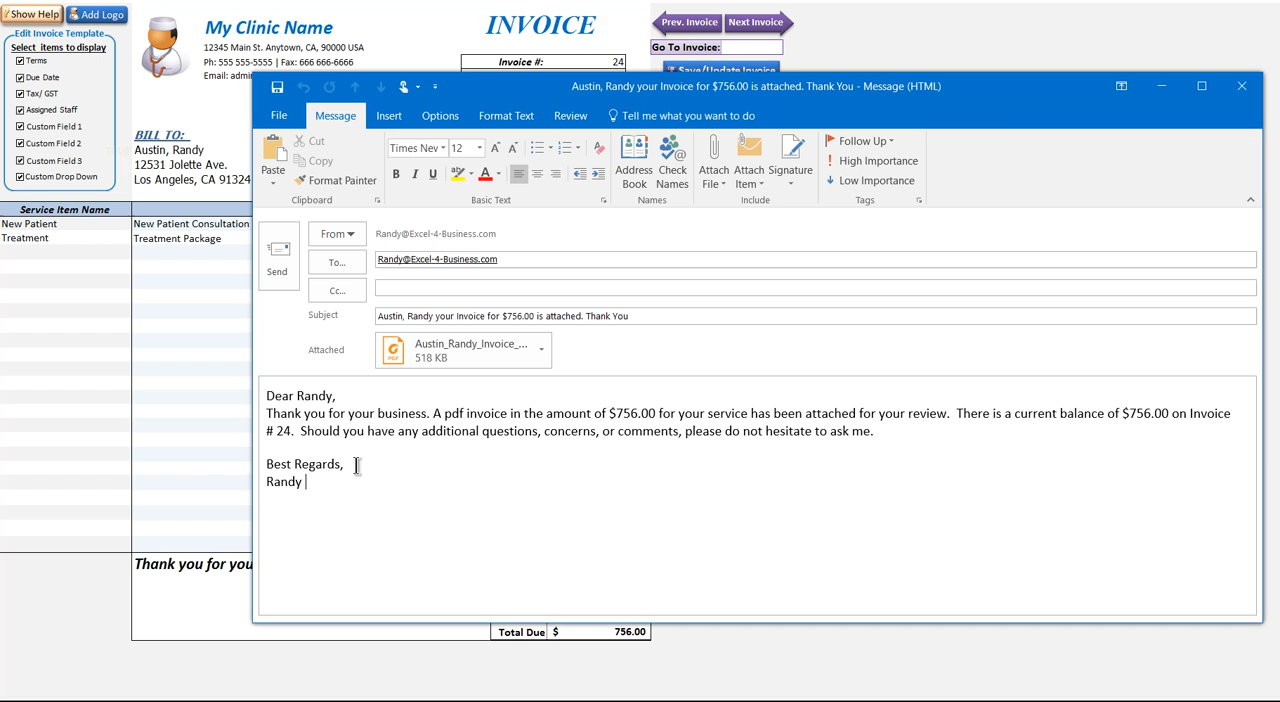 Show Help
Add Logo
Edit Invoice Template
Select items to display
Terms
Due Date
Tax/ GST
Assigned Staff
Custom Field 1
Custom Field 2
Custom Field 3
Custom Drop Down
My Clinic Name
12345 Main St. Anytown, CA, 90000 USA
Ph: 555 555-5555 | Fax: 666 666-6666
Email:
INVOICE
Invoice #: 24
Prev. Invoice
Next Invoice
Go To Invoice:
Save/Update Invoice
BILL TO:
Austin, Randy
12531 Jolette Ave.
Los Angeles, CA 91324
Service Item Name
New Patient
New Patient Consultation
Treatment
Treatment Package
Thank you for
Total Due $ 756.00
Austin, Randy your Invoice for $756.00 is attached. Thank You - Message (HTML)
File
Message
Insert
Options
Format Text
Review
Tell me what you want to do
Paste
Cut
Copy
Format Painter
Clipboard
Times Nev
12
B I U
Basic Text
Address Book
Check Names
Names
Attach File
Attach Item
Signature
Include
Follow Up
High Importance
Low Importance
Tags
Send
From
Randy@Excel-4-Business.com
To...
Randy@Excel-4-Business.com
Cc...
Subject
Austin, Randy your Invoice for $756.00 is attached. Thank You
Attached
PDF
Austin_Randy_Invoice_...
518 KB
Dear Randy,
Thank you for your business. A pdf invoice in the amount of $756.00 for your service has been attached for your review. There is a current balance of $756.00 on Invoice
# 24. Should you have any additional questions, concerns, or comments, please do not hesitate to ask me.
Best Regards,
Randy